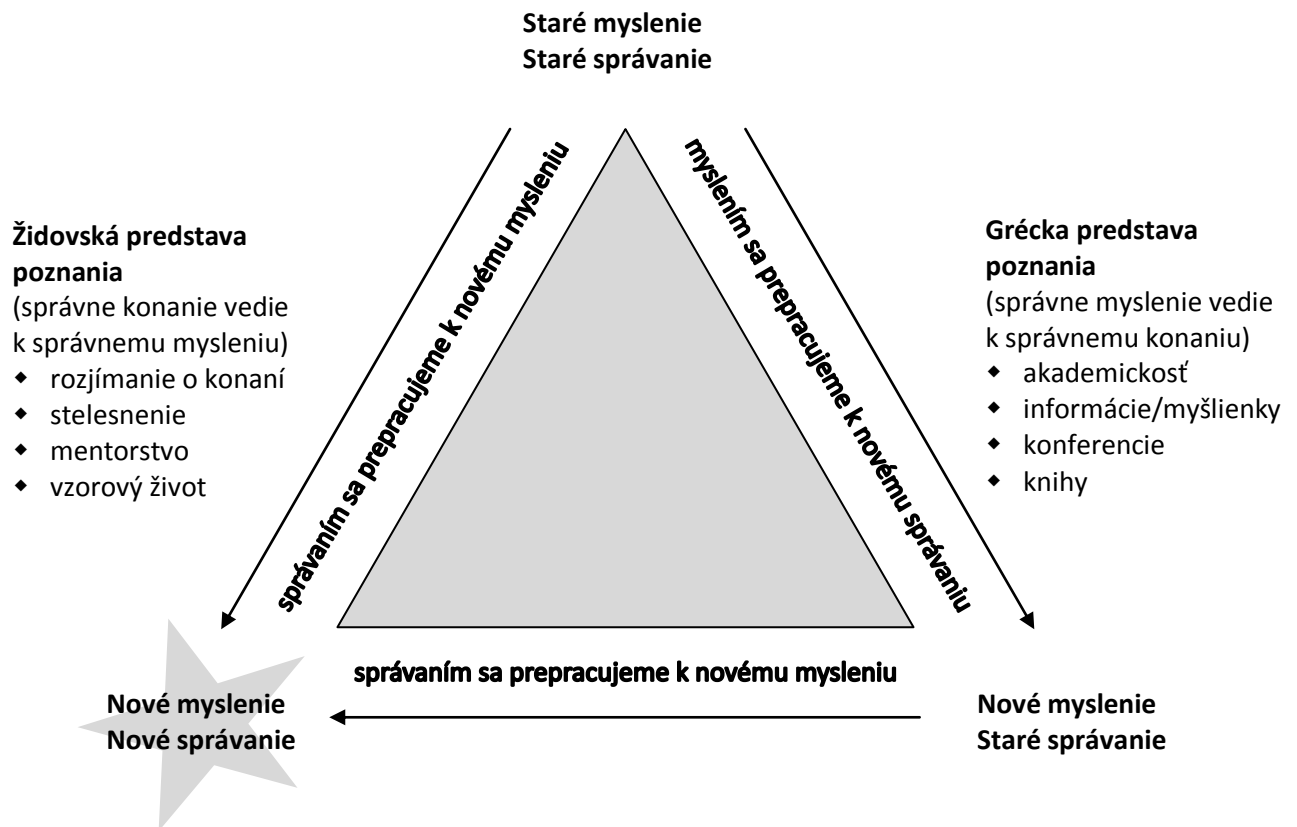 Staré myslenie
Staré správanie
Židovská predstava
poznania
(správne konanie vedie
k správnemu mysleniu)
◆ rozjímanie o konaní
◆ stelesnenie
◆ mentorstvo
◆ vzorový život
správaním sa prepracujeme k novému mysleniu
myslením sa prepracujeme k novému správaniu
Grécka predstava
poznania
(správne myslenie vedie
k správnemu konaniu)
◆ akademickosť
◆ informácie/myšlienky
◆ konferencie
◆ knihy
správaním sa prepracujeme k novému mysleniu
Nové myslenie
Nové správanie
Nové myslenie
Staré správanie